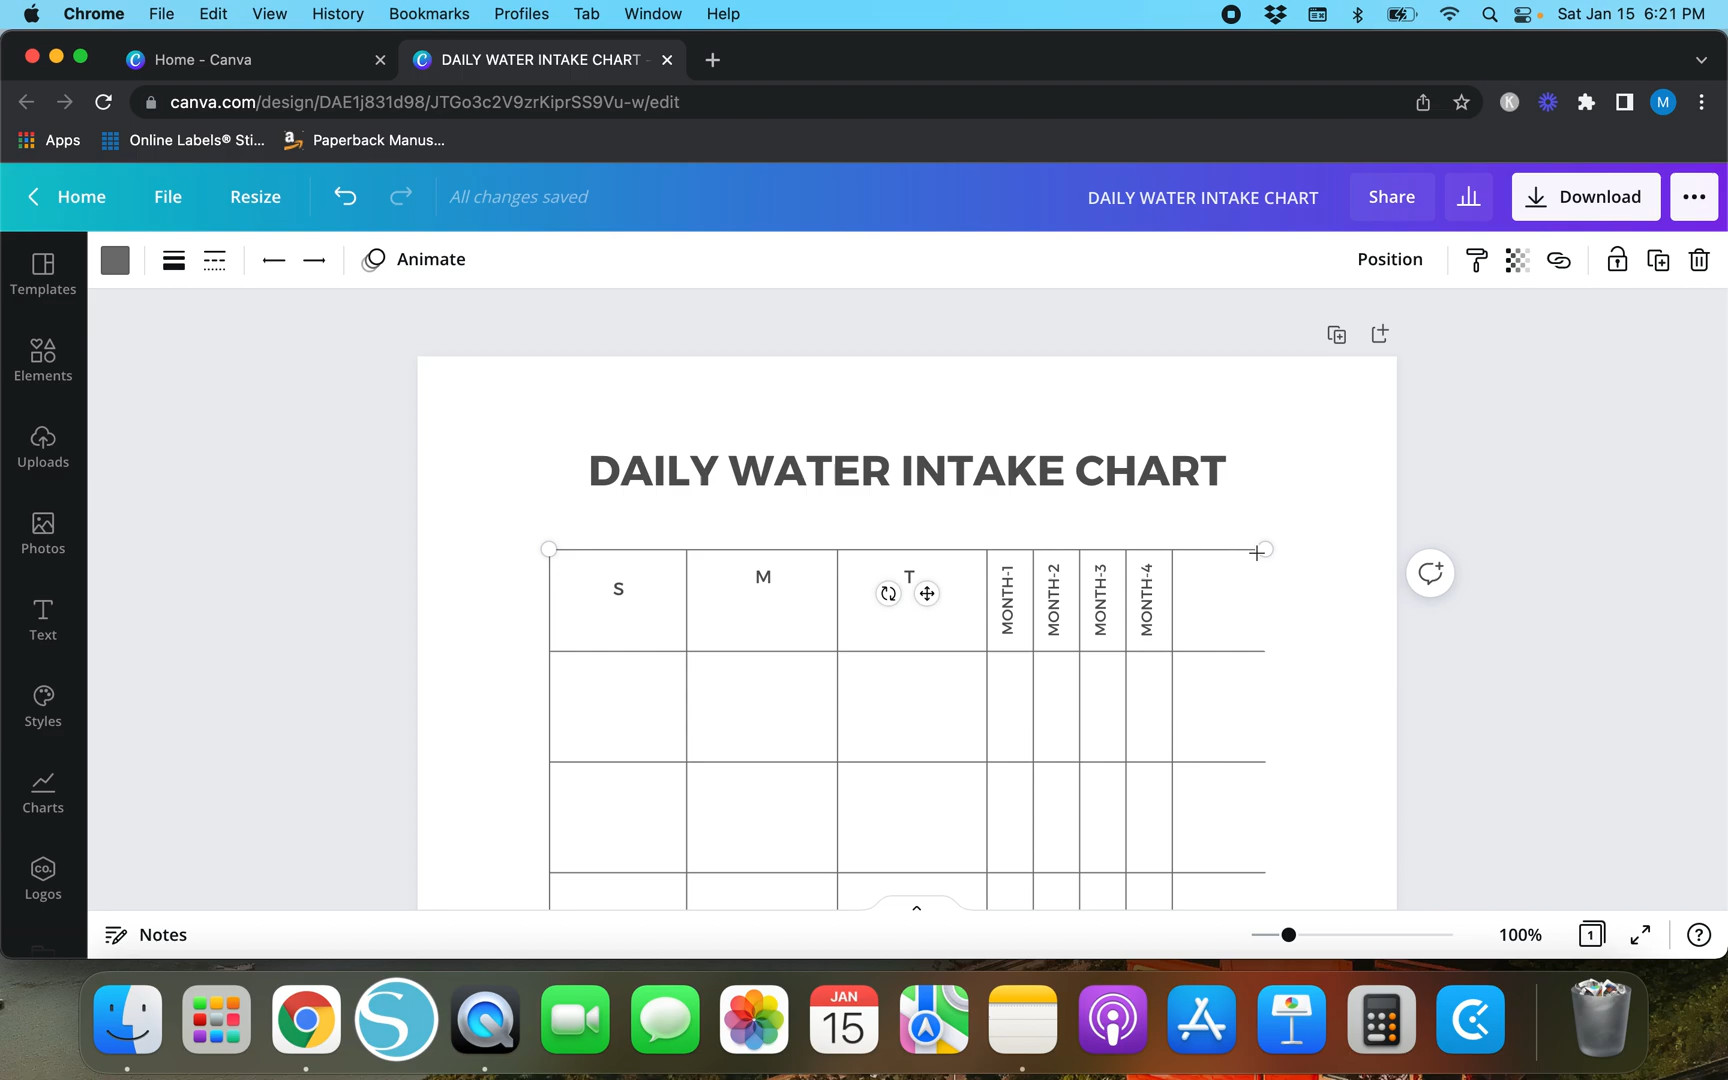 Chrome File Edit View History Bookmarks Profiles Tab Window Help Sat Jan 15 6:21 PM
Home - Canva DAILY WATER INTAKE CHART -
canva.com/design/DAE1j831d98/JTGo3c2V9zrKiprSS9Vu-w/edit K M
Apps Online Labels® Sti... a Paperback Manus...
Home File Resize All changes saved DAILY WATER INTAKE CHART Share Download
Animate Position
Templates
Elements
Uploads
Photos
Text
Styles
Charts
CO.
Logos
DAILY WATER INTAKE CHART
S M T MONTH-1 MONTH-2 MONTH-3 MONTH-4
Notes 100% 1 ?
JAN
15